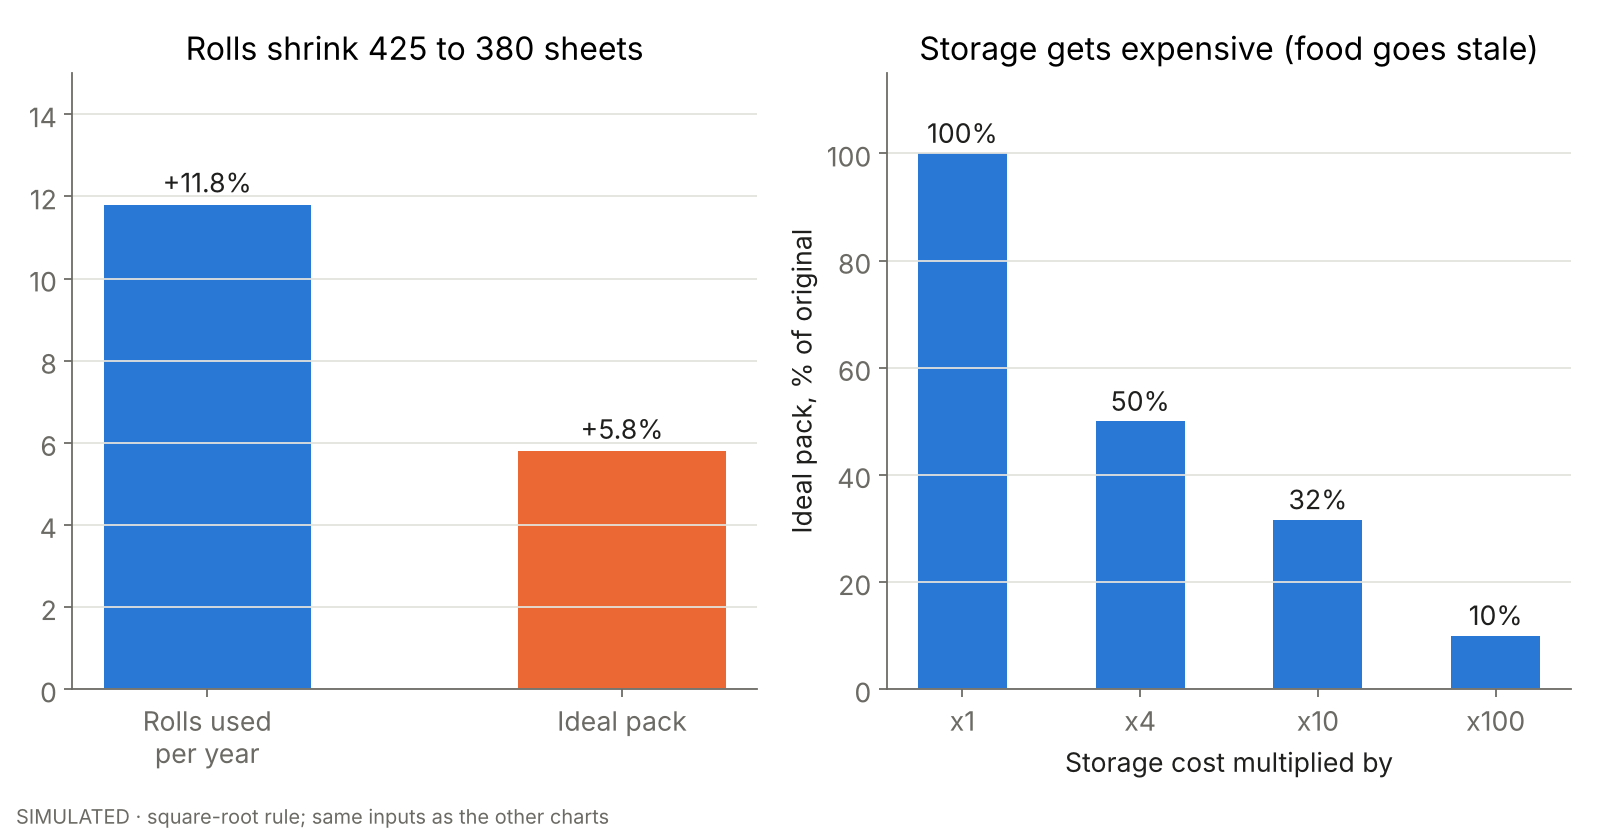 Rolls shrink 425 to 380 sheets
14
12
10
8
6
4
2
0
+11.8%
+5.8%
Rolls used
per year
Ideal pack
Storage gets expensive (food goes stale)
Ideal pack, % of original
100
80
60
40
20
0
100%
50%
32%
10%
x1
x4
x10
x100
Storage cost multiplied by
SIMULATED · square-root rule; same inputs as the other charts